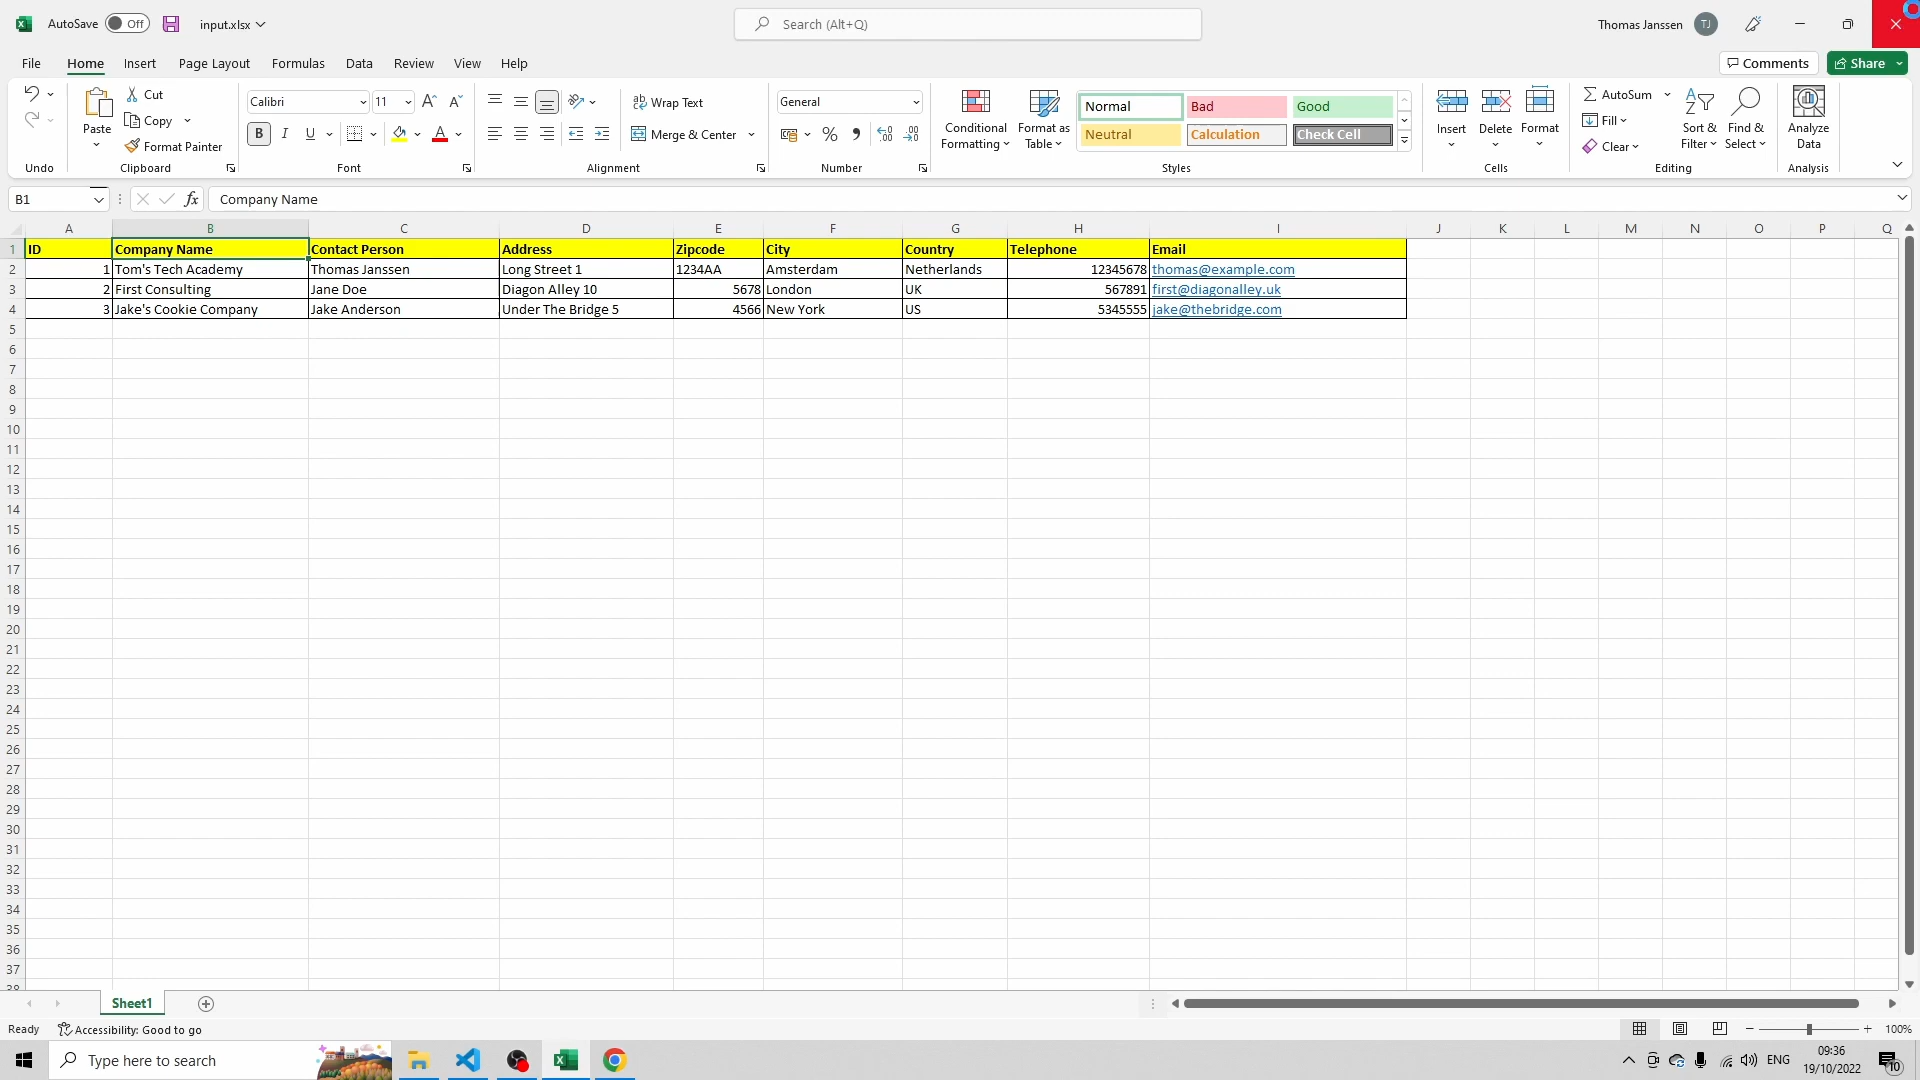 AutoSave Off input.xlsx Search (Alt+Q) Thomas Janssen TJ
File Home Insert Page Layout Formulas Data Review View Help Comments Share
Cut Calibri 11 Wrap Text General Normal Bad Good AutoSum
Paste Copy B I U A Merge & Center % Conditional Formatting Format as Table Neutral Calculation Check Cell Insert Delete Format Fill Sort & Filter Find & Select Analyze Data
Format Painter Clear
Undo Clipboard Font Alignment Number Styles Cells Editing Analysis
B1 fx Company Name
A B C D E F G H I J K L M N O P Q
1 ID Company Name Contact Person Address Zipcode City Country Telephone Email
2 1 Tom's Tech Academy Thomas Janssen Long Street 1 1234AA Amsterdam Netherlands 12345678 thomas@example.com
3 2 First Consulting Jane Doe Diagon Alley 10 5678 London UK 567891 first@diagonalley.uk
4 3 Jake's Cookie Company Jake Anderson Under The Bridge 5 4566 New York US 5345555 jake@thebridge.com
5
6
7
8
9
10
11
12
13
14
15
16
17
18
19
20
21
22
23
24
25
26
27
28
29
30
31
32
33
34
35
36
37
38
Sheet1
Ready Accessibility: Good to go 100%
Type here to search ENG 09:36
19/10/2022 10